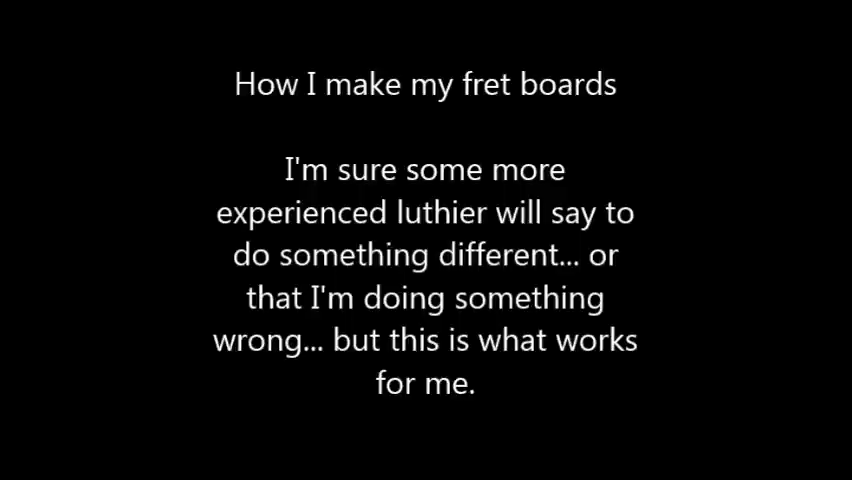 How I make my fret boards
I'm sure some more
experienced luthier will say to
do something different... or
that I'm doing something
wrong... but this is what works
for me.